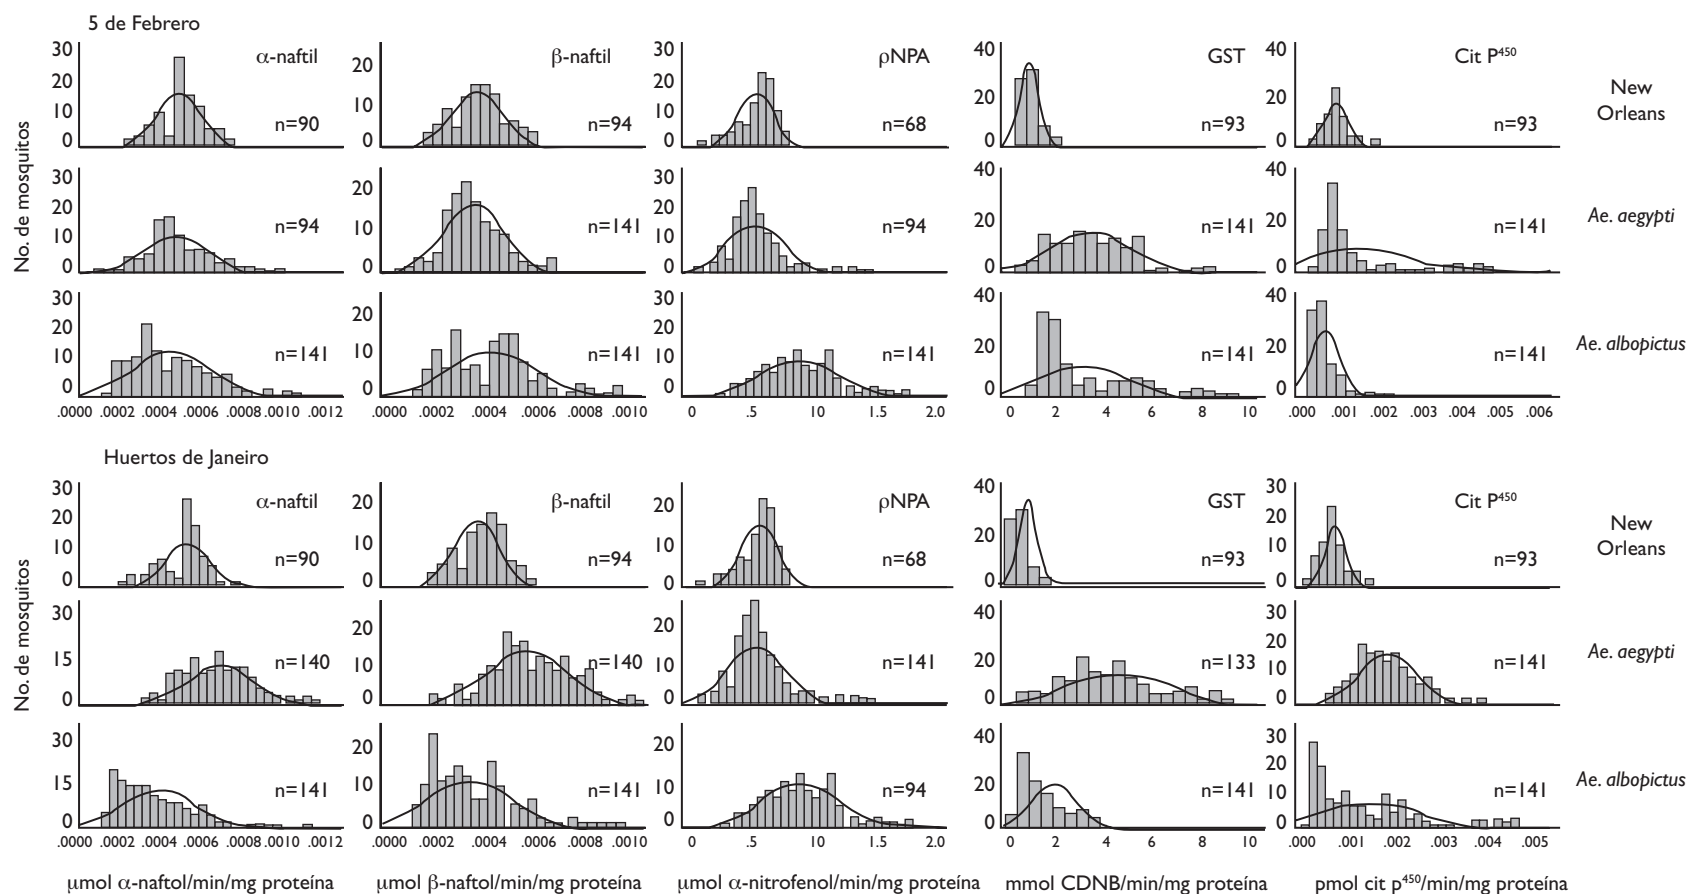 5 de Febrero
No. de mosquitos
30 20 10 0 α-naftil n=90
20 10 0 β-naftil n=94
30 20 10 0 ρNPA n=68
40 20 0 GST n=93
40 20 0 Cit P450 n=93
New Orleans
30 20 10 0 n=94
20 10 0 n=141
30 20 10 0 n=94
40 20 0 n=141
40 20 0 n=141
Ae. aegypti
30 20 10 0 n=141
20 10 0 n=141
30 20 10 0 n=141
40 20 0 n=141
40 20 0 n=141
Ae. albopictus
.0000 .0002 .0004 .0006 .0008 .0010 .0012
.0000 .0002 .0004 .0006 .0008 .0010
0 .5 10 1.5 2.0
0 2 4 6 8 10
.000 .001 .002 .003 .004 .005 .006
Huertos de Janeiro
No. de mosquitos
30 20 10 0 α-naftil n=90
20 10 0 β-naftil n=94
20 10 0 ρNPA n=68
40 20 0 GST n=93
30 20 10 0 Cit P450 n=93
New Orleans
30 15 0 n=140
20 10 0 n=140
20 10 0 n=141
40 20 0 n=133
30 20 10 0 n=141
Ae. aegypti
30 15 0 n=141
20 10 0 n=141
20 10 0 n=94
40 20 0 n=141
30 20 10 0 n=141
Ae. albopictus
.0000 .0002 .0004 .0006 .0008 .0010 .0012
.0000 .0002 .0004 .0006 .0008 .0010
0 .5 10 1.5 2.0
0 2 4 6 8 10
.000 .001 .002 .003 .004 .005
μmol α-naftol/min/mg proteína
μmol β-naftol/min/mg proteína
μmol α-nitrofenol/min/mg proteína
mmol CDNB/min/mg proteína
pmol cit p450/min/mg proteína